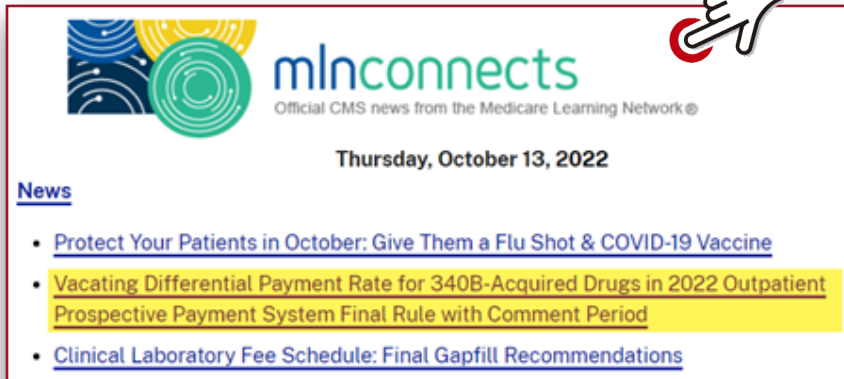 mlnconnects
Official CMS news from the Medicare Learning Network®
Thursday, October 13, 2022
News
• Protect Your Patients in October: Give Them a Flu Shot & COVID-19 Vaccine
• Vacating Differential Payment Rate for 340B-Acquired Drugs in 2022 Outpatient
Prospective Payment System Final Rule with Comment Period
• Clinical Laboratory Fee Schedule: Final Gapfill Recommendations